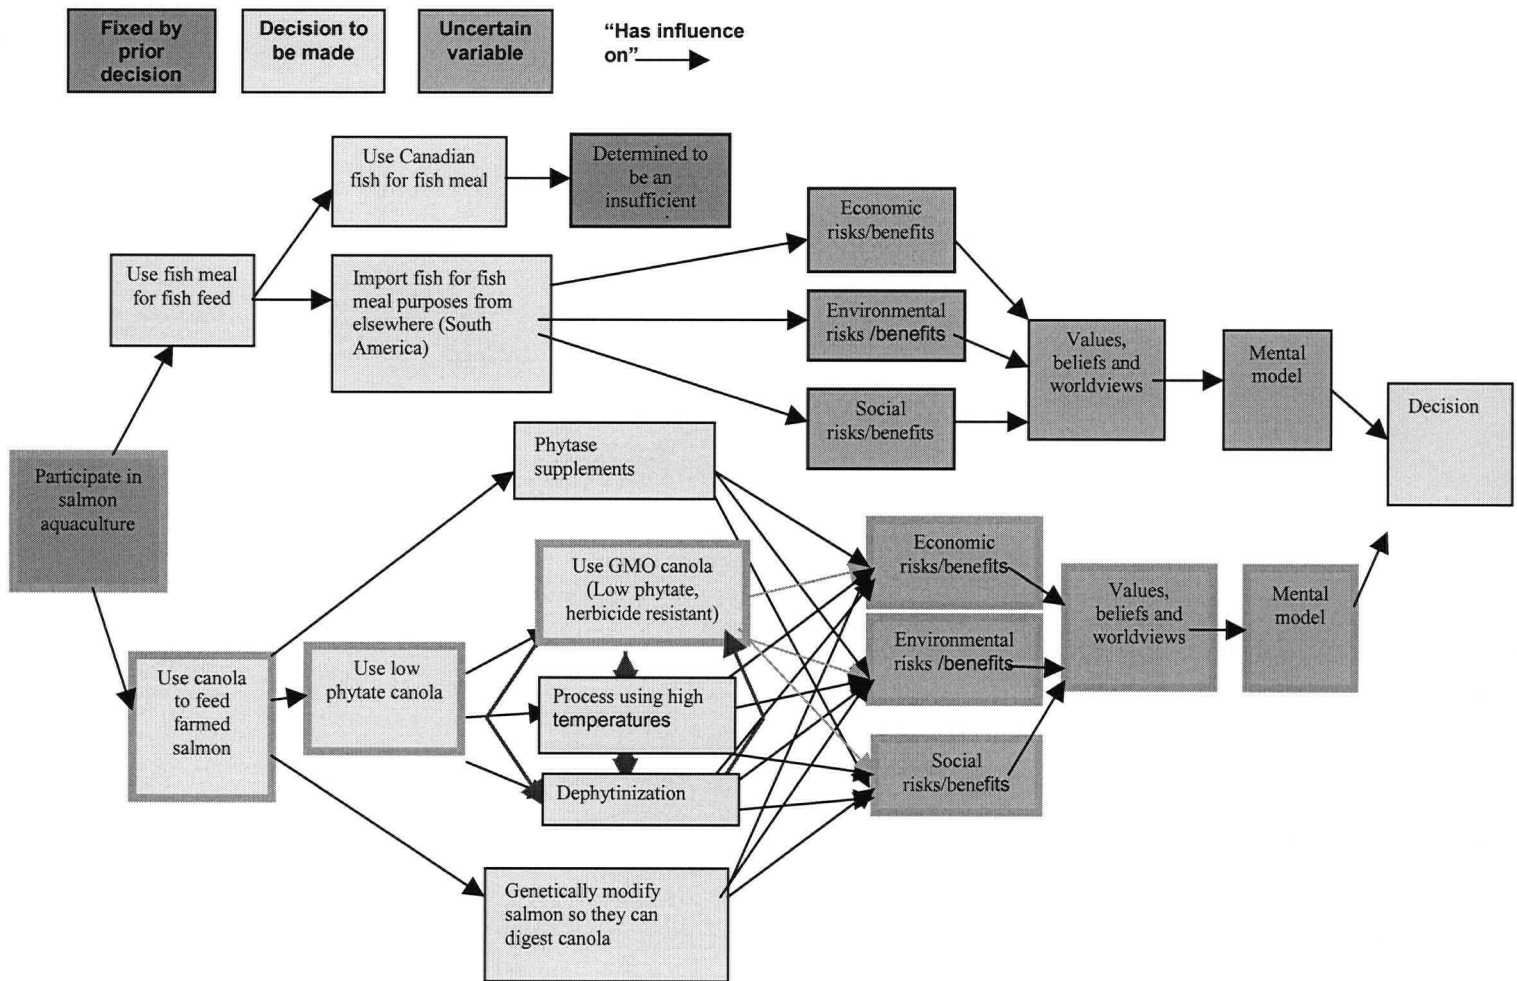 Fixed by
prior
decision
Decision to
be made
Uncertain
variable
“Has influence
on”
Use Canadian
fish for fish meal
Determined to
be an
insufficient
Use fish meal
for fish feed
Import fish for fish
meal purposes from
elsewhere (South
America)
Economic
risks/benefits
Environmental
risks /benefits
Social
risks/benefits
Values,
beliefs and
worldviews
Mental
model
Decision
Participate in
salmon
aquaculture
Phytase
supplements
Use GMO canola
(Low phytate,
herbicide resistant)
Use canola
to feed
farmed
salmon
Use low
phytate canola
Process using high
temperatures
Dephytinization
Genetically modify
salmon so they can
digest canola
Economic
risks/benefits
Environmental
risks /benefits
Social
risks/benefits
Values,
beliefs and
worldviews
Mental
model